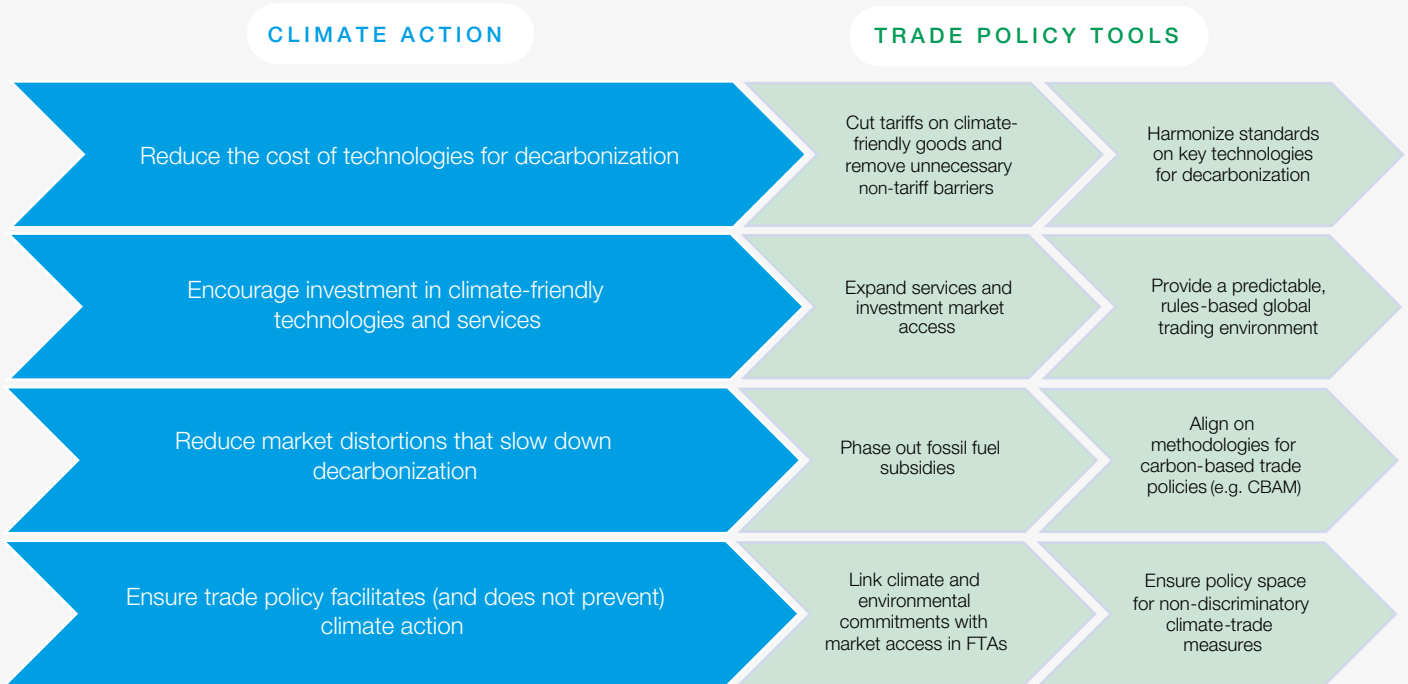 CLIMATE ACTION
TRADE POLICY TOOLS
Reduce the cost of technologies for decarbonization
Cut tariffs on climate-
friendly goods and
remove unnecessary
non-tariff barriers
Harmonize standards
on key technologies
for decarbonization
Encourage investment in climate-friendly
technologies and services
Expand services and
investment market
access
Provide a predictable,
rules-based global
trading environment
Reduce market distortions that slow down
decarbonization
Phase out fossil fuel
subsidies
Align on
methodologies for
carbon-based trade
policies (e.g. CBAM)
Ensure trade policy facilitates (and does not prevent)
climate action
Link climate and
environmental
commitments with
market access in FTAs
Ensure policy space
for non-discriminatory
climate-trade
measures